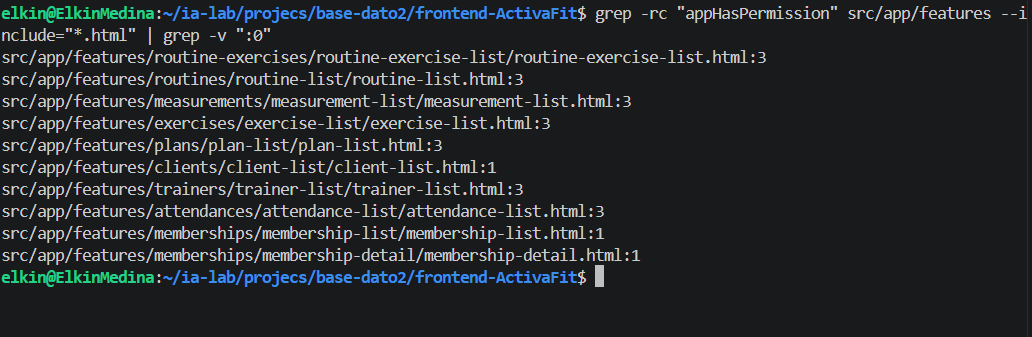 elkin@ElkinMedina:~/ia-lab/projecs/base-dato2/frontend-ActivaFit$ grep -rc "appHasPermission" src/app/features --i
nclude="*.html" | grep -v ":0"
src/app/features/routine-exercises/routine-exercise-list/routine-exercise-list.html:3
src/app/features/routines/routine-list/routine-list.html:3
src/app/features/measurements/measurement-list/measurement-list.html:3
src/app/features/exercises/exercise-list/exercise-list.html:3
src/app/features/plans/plan-list/plan-list.html:3
src/app/features/clients/client-list/client-list.html:1
src/app/features/trainers/trainer-list/trainer-list.html:3
src/app/features/attendances/attendance-list/attendance-list.html:3
src/app/features/memberships/membership-list/membership-list.html:1
src/app/features/memberships/membership-detail/membership-detail.html:1
elkin@ElkinMedina:~/ia-lab/projecs/base-dato2/frontend-ActivaFit$